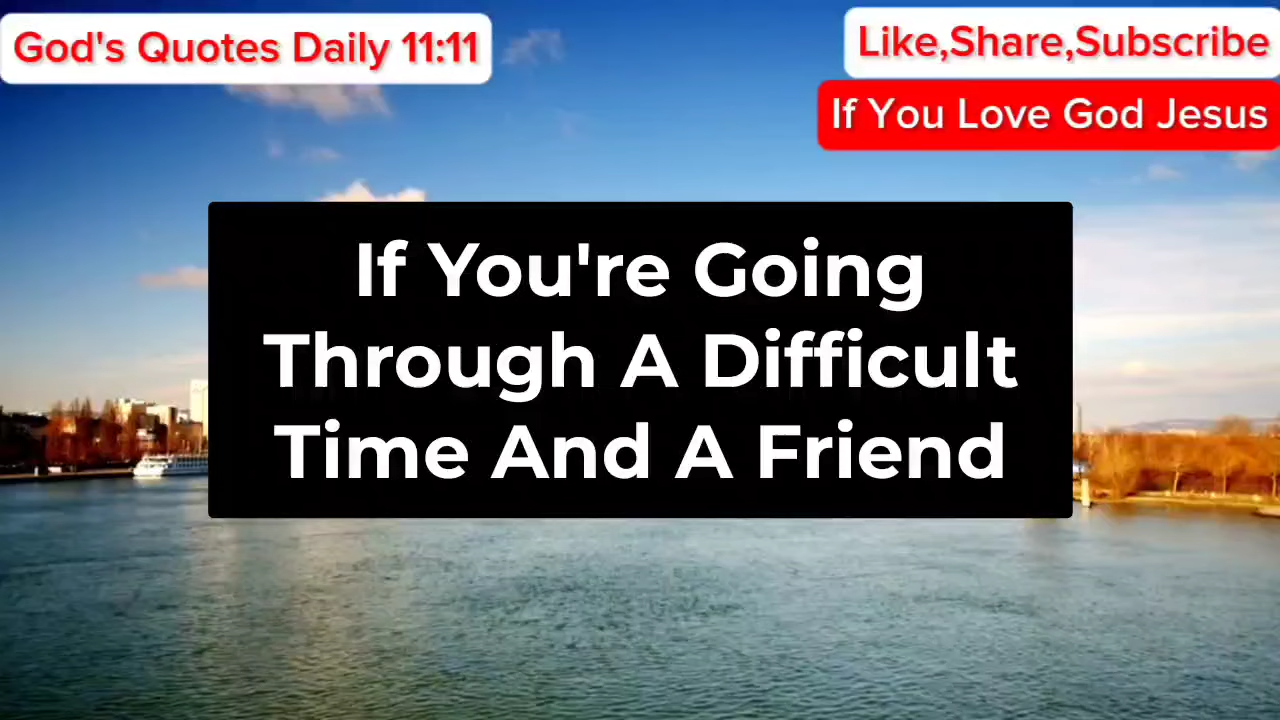 God's Quotes Daily 11:11
Like,Share,Subscribe
If You Love God Jesus
If You're Going
Through A Difficult
Time And A Friend